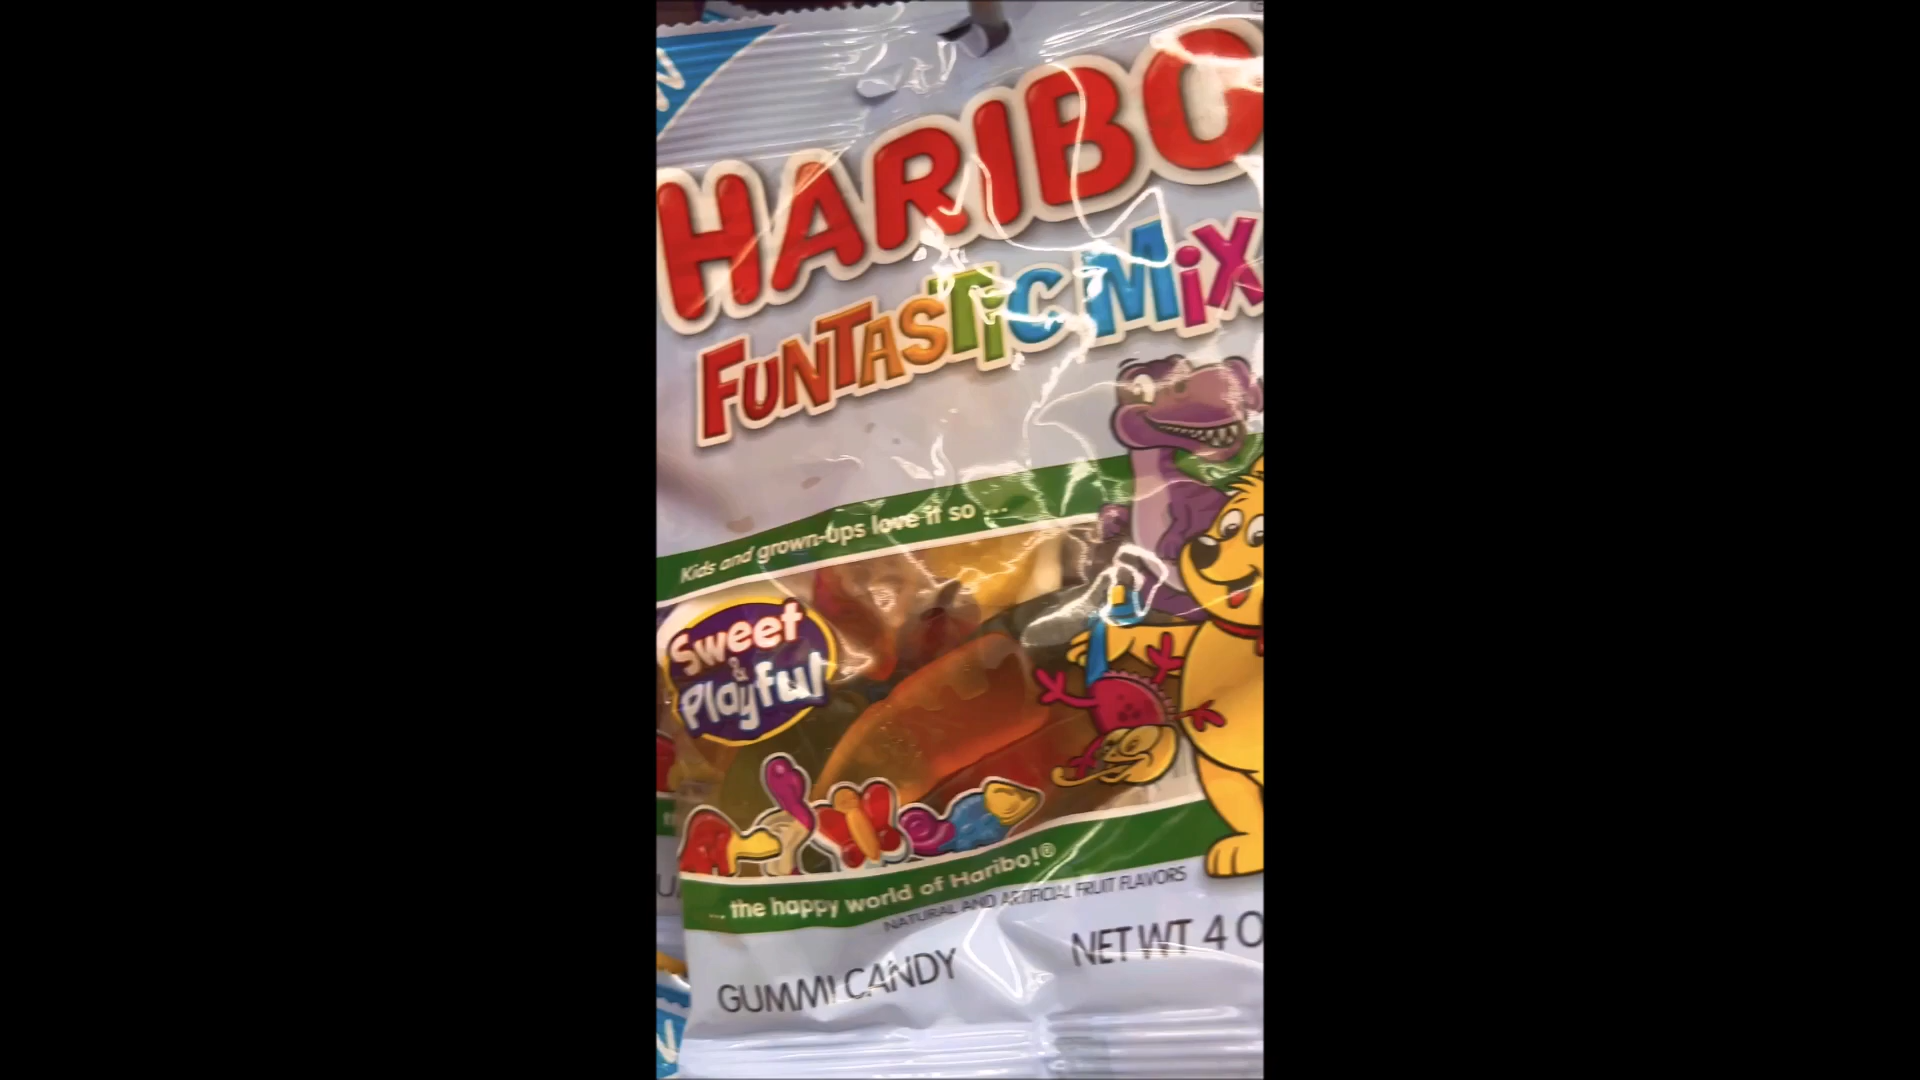 HARIBO
FUNTASTiC MiX
Kids and grown-ups love it so ...
Sweet
&
Playful
... the happy world of Haribo!®
NATURAL AND ARTIFICIAL FRUIT FLAVORS
GUMMI CANDY
NET WT 4 O